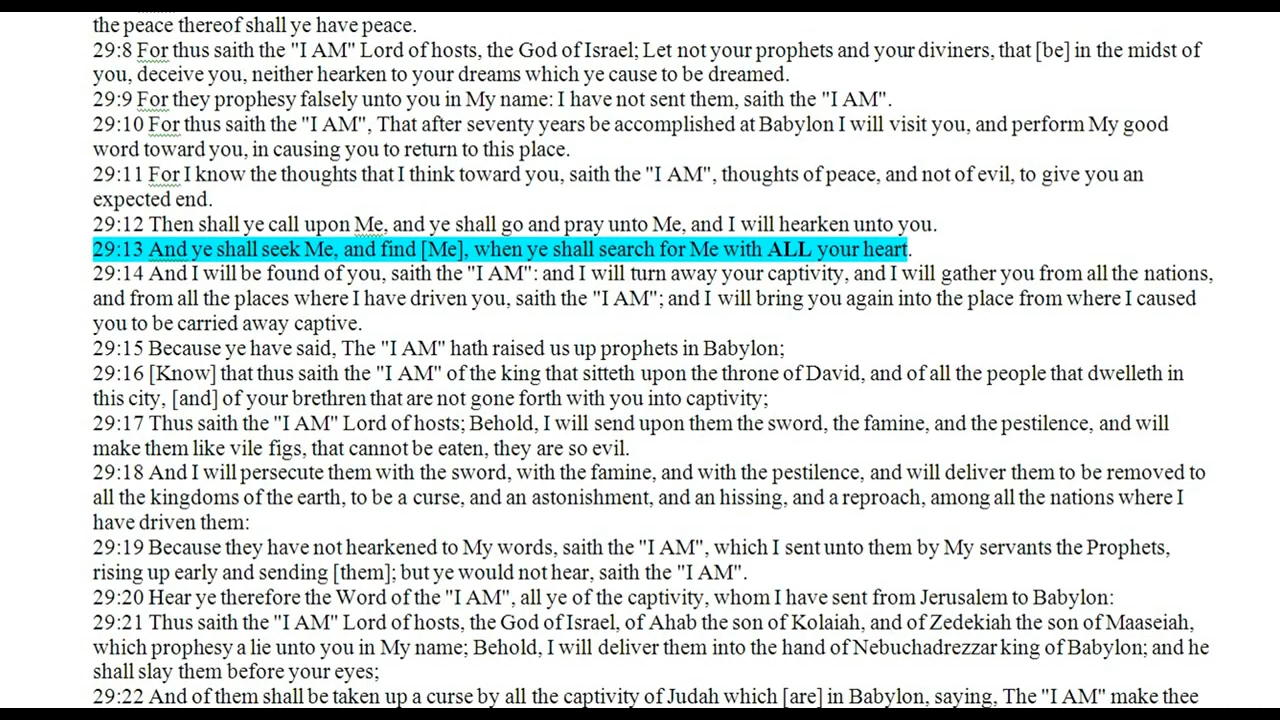 the peace thereof shall ye have peace.
29:8 For thus saith the "I AM" Lord of hosts, the God of Israel; Let not your prophets and your diviners, that [be] in the midst of
you, deceive you, neither hearken to your dreams which ye cause to be dreamed.
29:9 For they prophesy falsely unto you in My name: I have not sent them, saith the "I AM".
29:10 For thus saith the "I AM", That after seventy years be accomplished at Babylon I will visit you, and perform My good
word toward you, in causing you to return to this place.
29:11 For I know the thoughts that I think toward you, saith the "I AM", thoughts of peace, and not of evil, to give you an
expected end.
29:12 Then shall ye call upon Me, and ye shall go and pray unto Me, and I will hearken unto you.
29:13 And ye shall seek Me, and find [Me], when ye shall search for Me with ALL your heart.
29:14 And I will be found of you, saith the "I AM": and I will turn away your captivity, and I will gather you from all the nations,
and from all the places where I have driven you, saith the "I AM"; and I will bring you again into the place from where I caused
you to be carried away captive.
29:15 Because ye have said, The "I AM" hath raised us up prophets in Babylon;
29:16 [Know] that thus saith the "I AM" of the king that sitteth upon the throne of David, and of all the people that dwelleth in
this city, [and] of your brethren that are not gone forth with you into captivity;
29:17 Thus saith the "I AM" Lord of hosts; Behold, I will send upon them the sword, the famine, and the pestilence, and will
make them like vile figs, that cannot be eaten, they are so evil.
29:18 And I will persecute them with the sword, with the famine, and with the pestilence, and will deliver them to be removed to
all the kingdoms of the earth, to be a curse, and an astonishment, and an hissing, and a reproach, among all the nations where I
have driven them:
29:19 Because they have not hearkened to My words, saith the "I AM", which I sent unto them by My servants the Prophets,
rising up early and sending [them]; but ye would not hear, saith the "I AM".
29:20 Hear ye therefore the Word of the "I AM", all ye of the captivity, whom I have sent from Jerusalem to Babylon:
29:21 Thus saith the "I AM" Lord of hosts, the God of Israel, of Ahab the son of Kolaiah, and of Zedekiah the son of Maaseiah,
which prophesy a lie unto you in My name; Behold, I will deliver them into the hand of Nebuchadrezzar king of Babylon; and he
shall slay them before your eyes;
29:22 And of them shall be taken up a curse by all the captivity of Judah which [are] in Babylon, saying, The "I AM" make thee